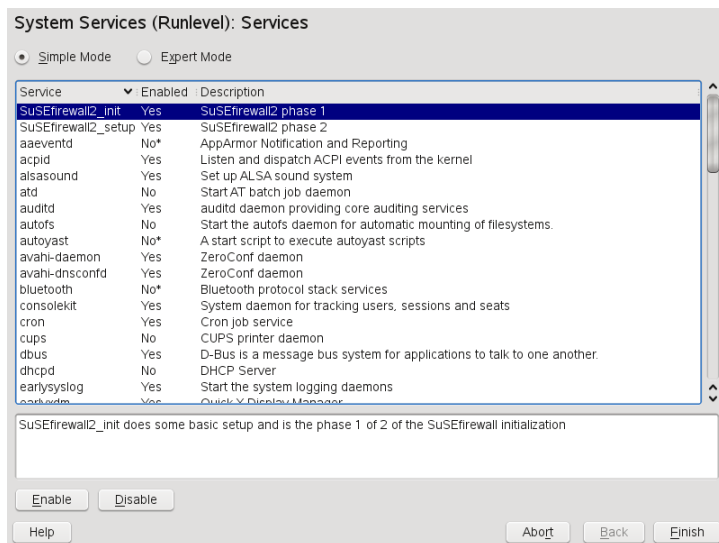 System Services (Runlevel): Services
Simple Mode Expert Mode
Service Enabled Description
SuSEfirewall2_init Yes SuSEfirewall2 phase 1
SuSEfirewall2_setup Yes SuSEfirewall2 phase 2
aaeventd No* AppArmor Notification and Reporting
acpid Yes Listen and dispatch ACPI events from the kernel
alsasound Yes Set up ALSA sound system
atd No Start AT batch job daemon
auditd Yes auditd daemon providing core auditing services
autofs No Start the autofs daemon for automatic mounting of filesystems.
autoyast No* A start script to execute autoyast scripts
avahi-daemon Yes ZeroConf daemon
avahi-dnsconfd Yes ZeroConf daemon
bluetooth No* Bluetooth protocol stack services
consolekit Yes System daemon for tracking users, sessions and seats
cron Yes Cron job service
cups No CUPS printer daemon
dbus Yes D-Bus is a message bus system for applications to talk to one another.
dhcpd No DHCP Server
earlysyslog Yes Start the system logging daemons
earlyxdm Yes Quick X Display Manager
SuSEfirewall2_init does some basic setup and is the phase 1 of 2 of the SuSEfirewall initialization
Enable Disable
Help Abort Back Finish